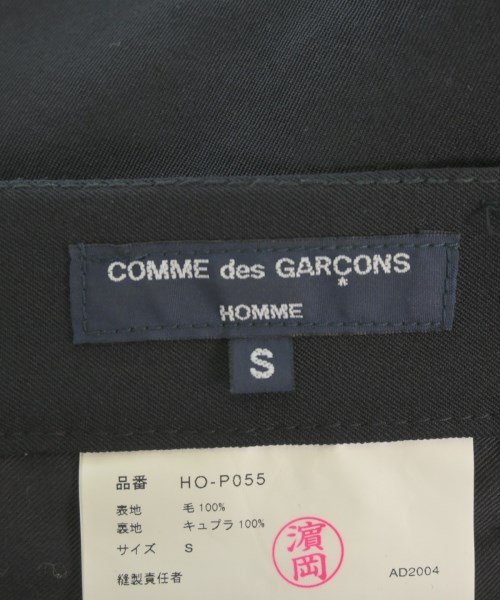 COMME des GARÇONS
*
HOMME
S
品番 HO-P055
表地 毛 100%
裏地 キュプラ 100%
サイズ S
濵岡
縫製責任者 AD2004